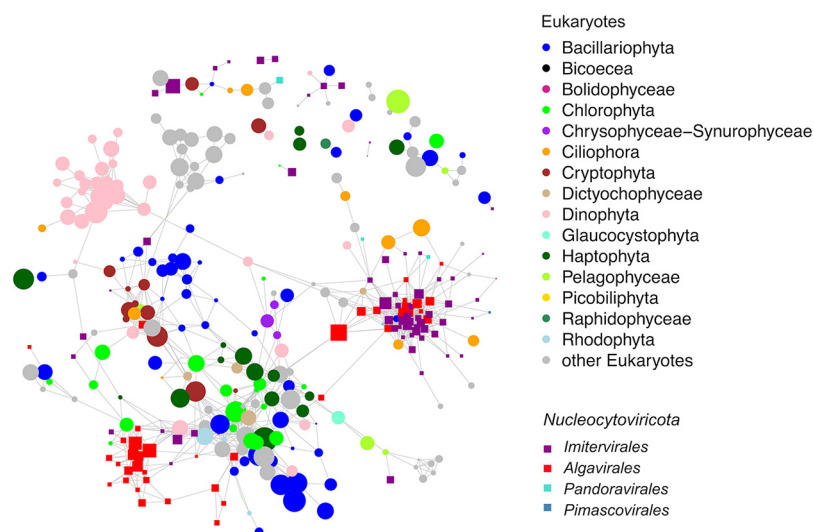 Eukaryotes
Bacillariophyta
Bicoecea
Bolidophyceae
Chlorophyta
Chrysophyceae−Synurophyceae
Ciliophora
Cryptophyta
Dictyochophyceae
Dinophyta
Glaucocystophyta
Haptophyta
Pelagophyceae
Picobiliphyta
Raphidophyceae
Rhodophyta
other Eukaryotes
Nucleocytoviricota
Imitervirales
Algavirales
Pandoravirales
Pimascovirales